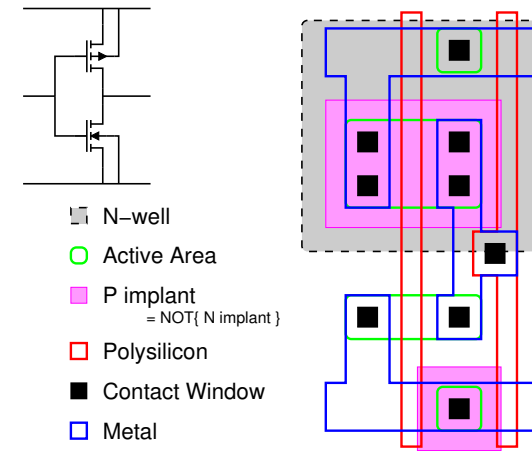 N-well
Active Area
P implant
= NOT{ N implant }
Polysilicon
Contact Window
Metal